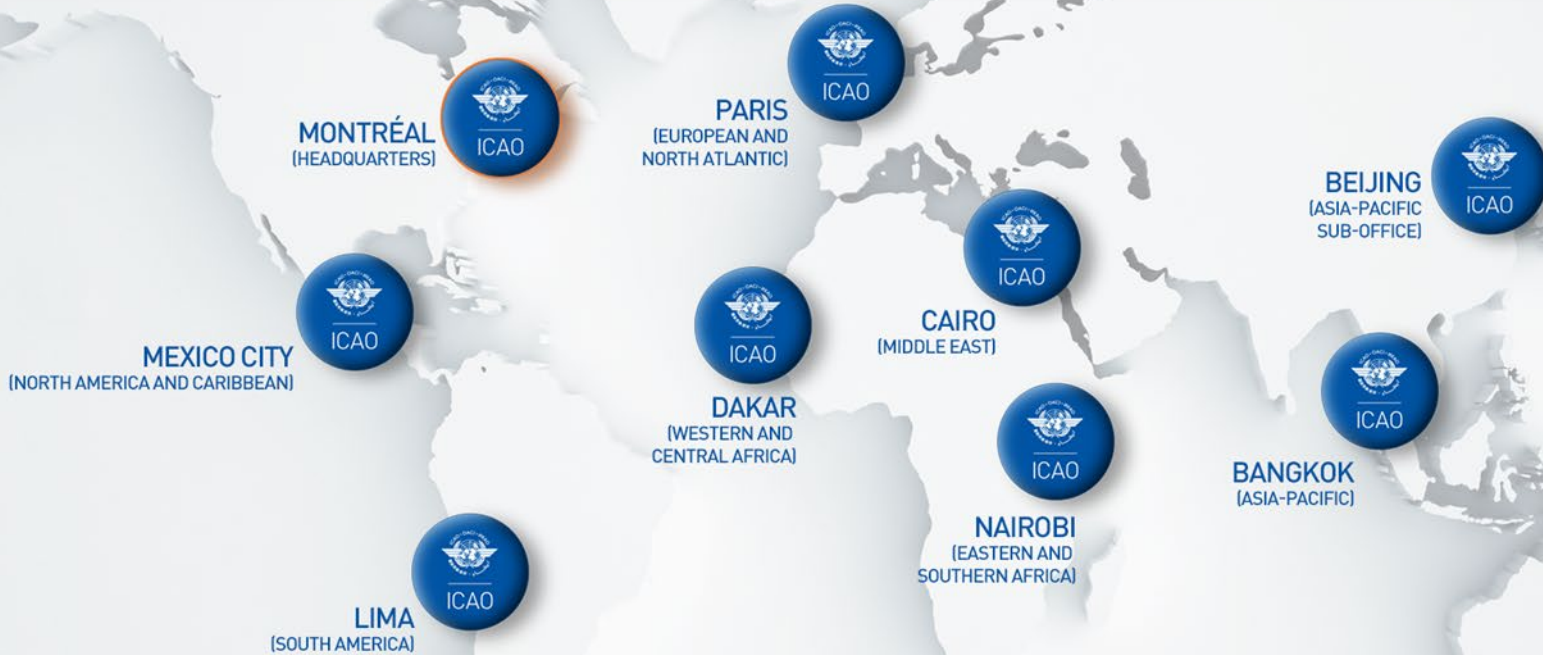 ICAO
MONTRÉAL
(HEADQUARTERS)
ICAO
PARIS
(EUROPEAN AND
NORTH ATLANTIC)
ICAO
BEIJING
(ASIA-PACIFIC
SUB-OFFICE)
ICAO
MEXICO CITY
(NORTH AMERICA AND CARIBBEAN)
ICAO
DAKAR
(WESTERN AND
CENTRAL AFRICA)
ICAO
CAIRO
(MIDDLE EAST)
ICAO
BANGKOK
(ASIA-PACIFIC)
ICAO
NAIROBI
(EASTERN AND
SOUTHERN AFRICA)
ICAO
LIMA
(SOUTH AMERICA)